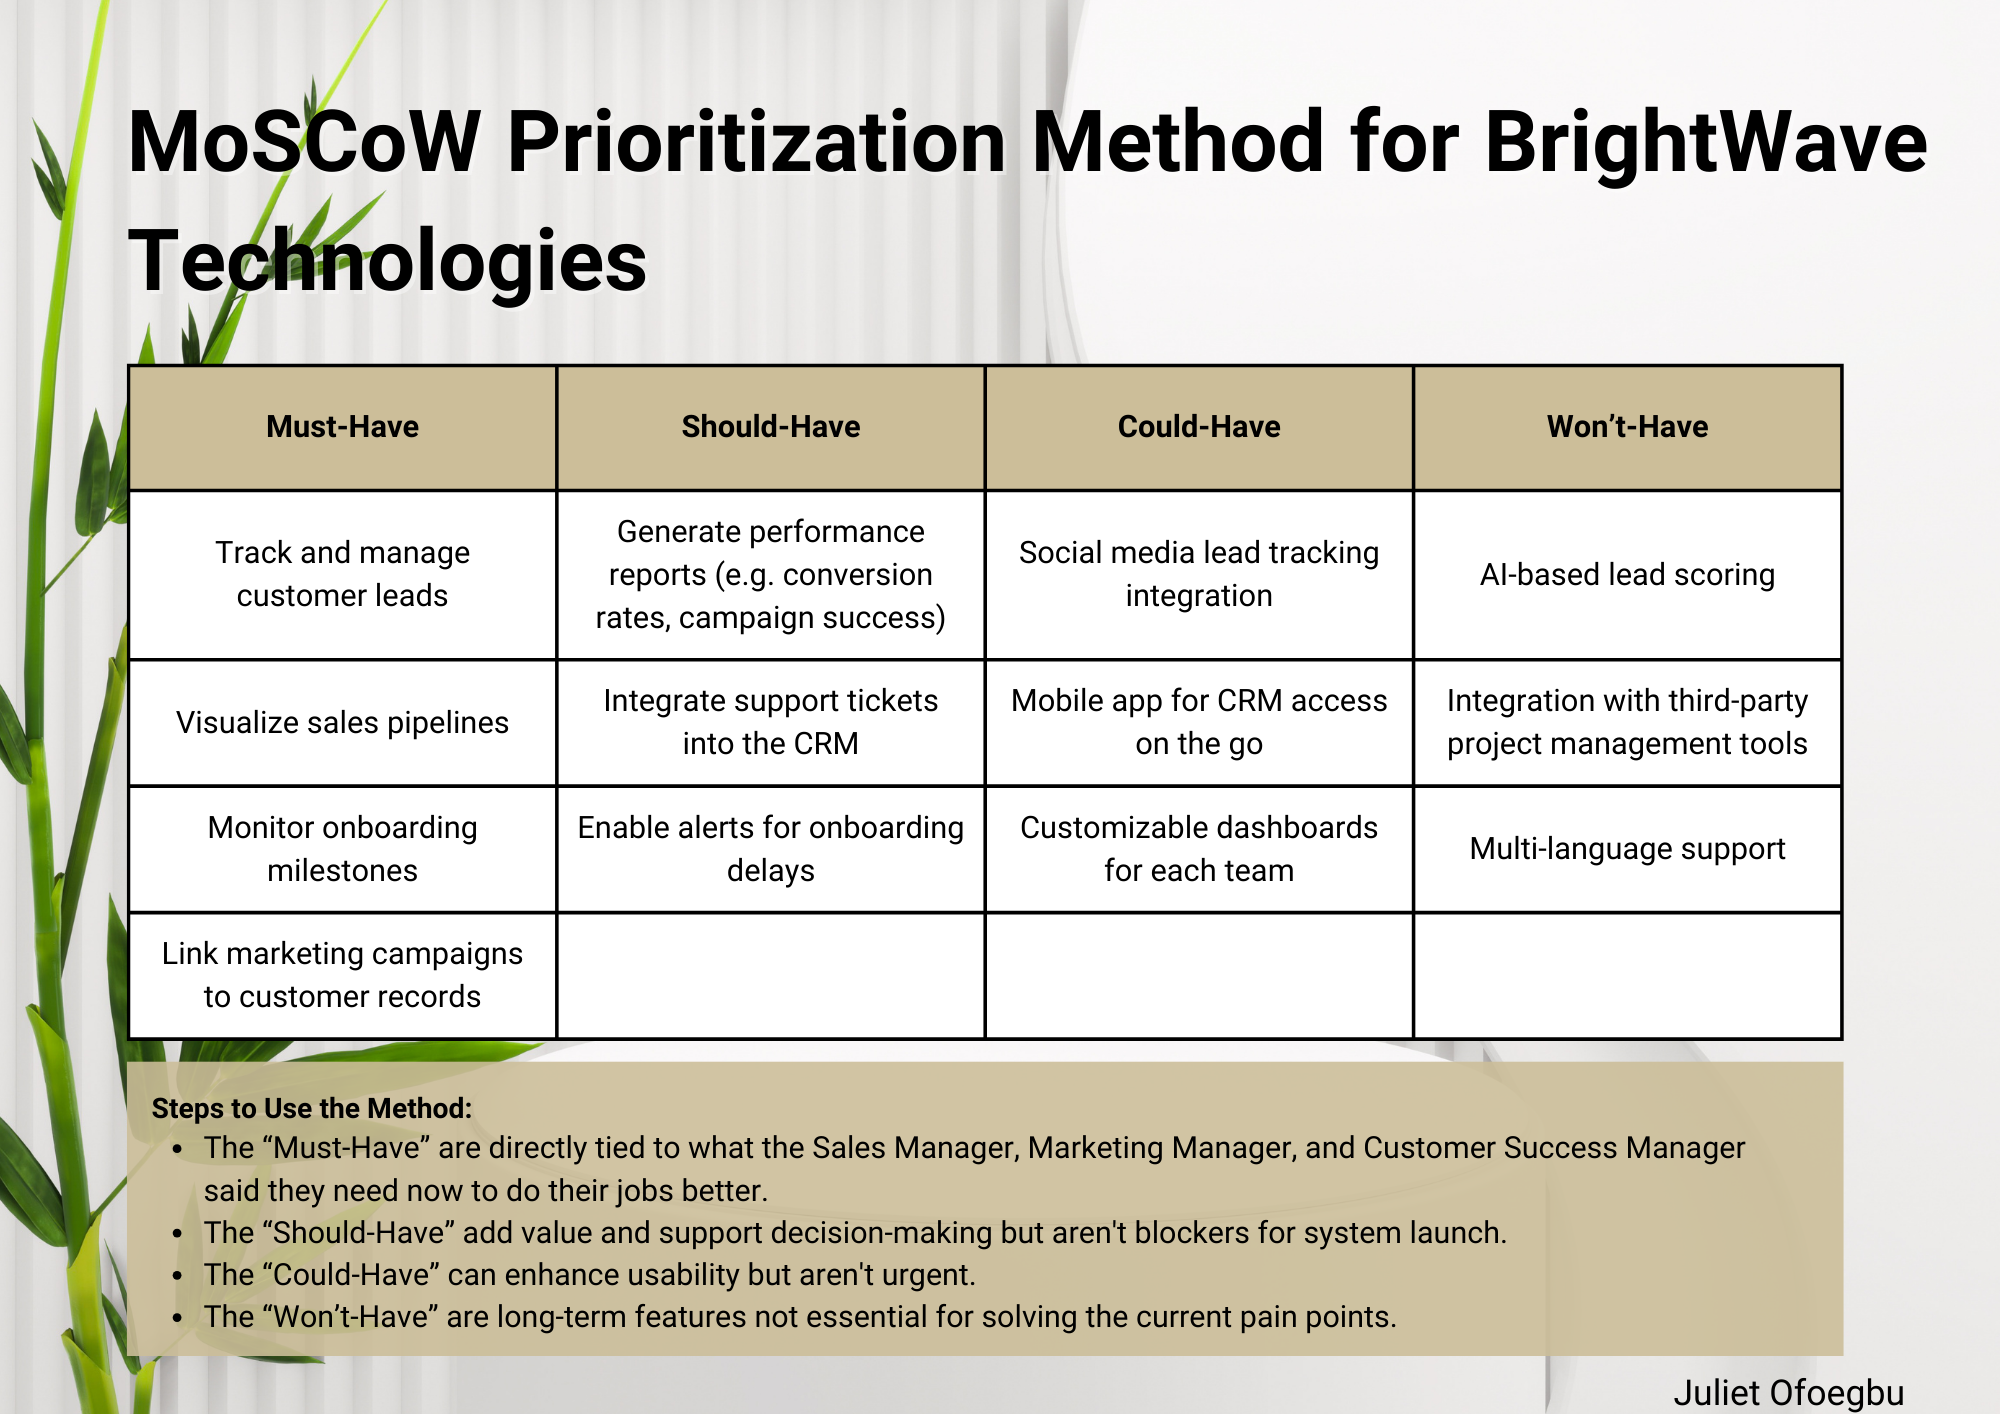 MoSCoW Prioritization Method for BrightWave
Technologies
Must-Have
Should-Have
Could-Have
Won’t-Have
Track and manage
customer leads
Generate performance
reports (e.g. conversion
rates, campaign success)
Social media lead tracking
integration
AI-based lead scoring
Visualize sales pipelines
Integrate support tickets
into the CRM
Mobile app for CRM access
on the go
Integration with third-party
project management tools
Monitor onboarding
milestones
Enable alerts for onboarding
delays
Customizable dashboards
for each team
Multi-language support
Link marketing campaigns
to customer records
Steps to Use the Method:
• The “Must-Have” are directly tied to what the Sales Manager, Marketing Manager, and Customer Success Manager
said they need now to do their jobs better.
• The “Should-Have” add value and support decision-making but aren't blockers for system launch.
• The “Could-Have” can enhance usability but aren't urgent.
• The “Won’t-Have” are long-term features not essential for solving the current pain points.
Juliet Ofoegbu